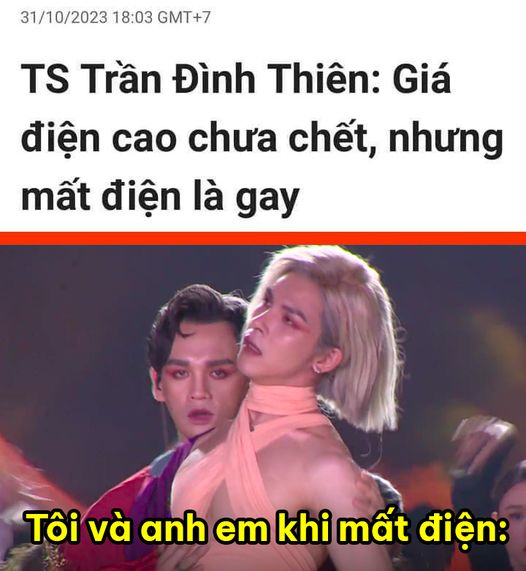 31/10/2023 18:03 GMT+7
TS Trần Đình Thiên: Giá
điện cao chưa chết, nhưng
mất điện là gay
Tôi và anh em khi mất điện: